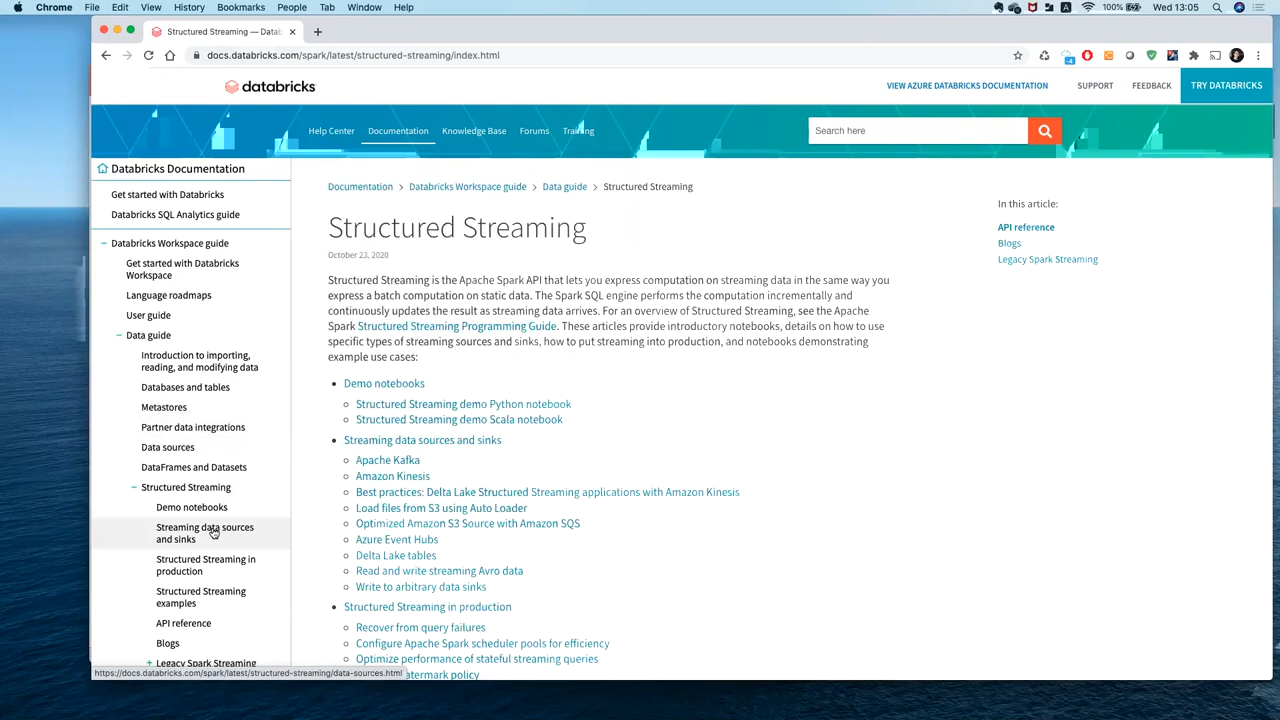 Chrome File Edit View History Bookmarks People Tab Window Help 100% Wed 13:05
Structured Streaming — Datab
docs.databricks.com/spark/latest/structured-streaming/index.html
databricks
VIEW AZURE DATABRICKS DOCUMENTATION SUPPORT FEEDBACK TRY DATABRICKS
Help Center Documentation Knowledge Base Forums Training
Search here
Databricks Documentation
Get started with Databricks
Databricks SQL Analytics guide
Databricks Workspace guide
Get started with Databricks
Workspace
Language roadmaps
User guide
Data guide
Introduction to importing,
reading, and modifying data
Databases and tables
Metastores
Partner data integrations
Data sources
DataFrames and Datasets
Structured Streaming
Demo notebooks
Streaming data sources
and sinks
Structured Streaming in
production
Structured Streaming
examples
API reference
Blogs
Legacy Spark Streaming
https://docs.databricks.com/spark/latest/structured-streaming/data-sources.html
Documentation > Databricks Workspace guide > Data guide > Structured Streaming
Structured Streaming
October 23, 2020
Structured Streaming is the Apache Spark API that lets you express computation on streaming data in the same way you
express a batch computation on static data. The Spark SQL engine performs the computation incrementally and
continuously updates the result as streaming data arrives. For an overview of Structured Streaming, see the Apache
Spark Structured Streaming Programming Guide. These articles provide introductory notebooks, details on how to use
specific types of streaming sources and sinks, how to put streaming into production, and notebooks demonstrating
example use cases:
Demo notebooks
Structured Streaming demo Python notebook
Structured Streaming demo Scala notebook
Streaming data sources and sinks
Apache Kafka
Amazon Kinesis
Best practices: Delta Lake Structured Streaming applications with Amazon Kinesis
Load files from S3 using Auto Loader
Optimized Amazon S3 Source with Amazon SQS
Azure Event Hubs
Delta Lake tables
Read and write streaming Avro data
Write to arbitrary data sinks
Structured Streaming in production
Recover from query failures
Configure Apache Spark scheduler pools for efficiency
Optimize performance of stateful streaming queries
atermark policy
In this article:
API reference
Blogs
Legacy Spark Streaming